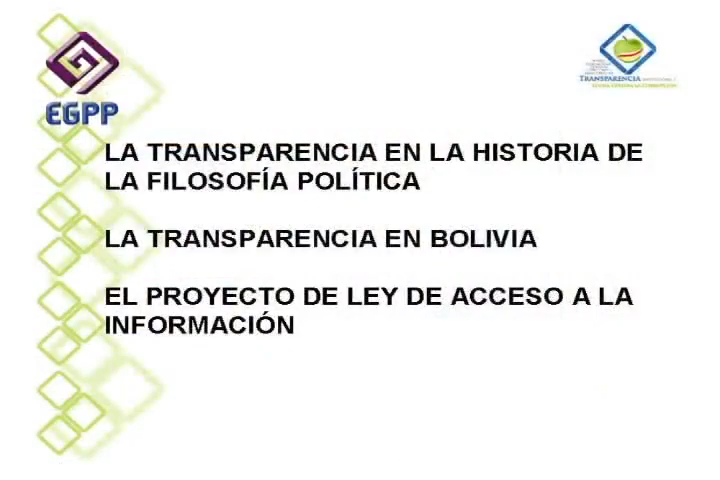 EGPP
TRANSPARENCIA
LA TRANSPARENCIA EN LA HISTORIA DE
LA FILOSOFÍA POLÍTICA
LA TRANSPARENCIA EN BOLIVIA
EL PROYECTO DE LEY DE ACCESO A LA
INFORMACIÓN